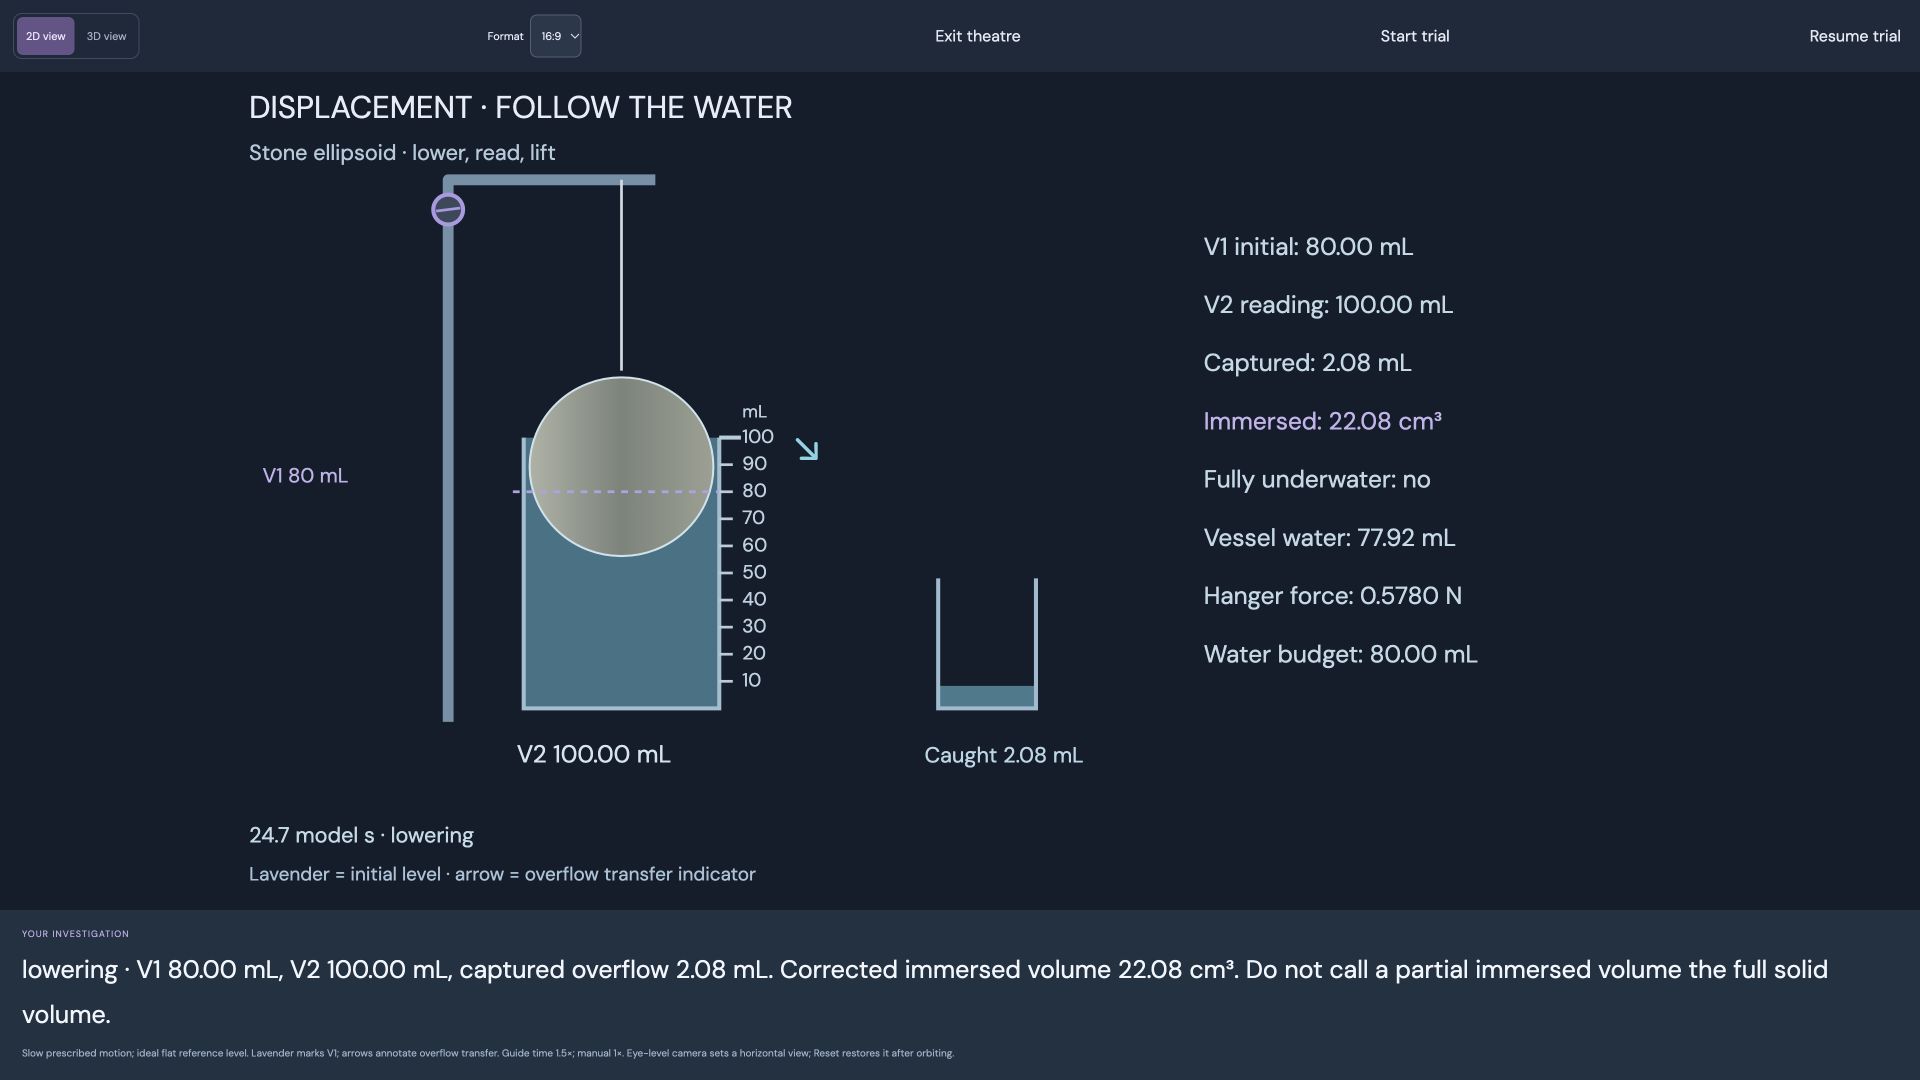 2D view
3D view
Format
16:9
Exit theatre
Start trial
Resume trial
DISPLACEMENT · FOLLOW THE WATER
Stone ellipsoid · lower, read, lift
V1 80 mL
mL
100
90
80
70
60
50
40
30
20
10
V2 100.00 mL
Caught 2.08 mL
V1 initial: 80.00 mL
V2 reading: 100.00 mL
Captured: 2.08 mL
Immersed: 22.08 cm³
Fully underwater: no
Vessel water: 77.92 mL
Hanger force: 0.5780 N
Water budget: 80.00 mL
24.7 model s · lowering
Lavender = initial level · arrow = overflow transfer indicator
YOUR INVESTIGATION
lowering · V1 80.00 mL, V2 100.00 mL, captured overflow 2.08 mL. Corrected immersed volume 22.08 cm³. Do not call a partial immersed volume the full solid
volume.
Slow prescribed motion; ideal flat reference level. Lavender marks V1; arrows annotate overflow transfer. Guide time 1.5×; manual 1×. Eye-level camera sets a horizontal view; Reset restores it after orbiting.